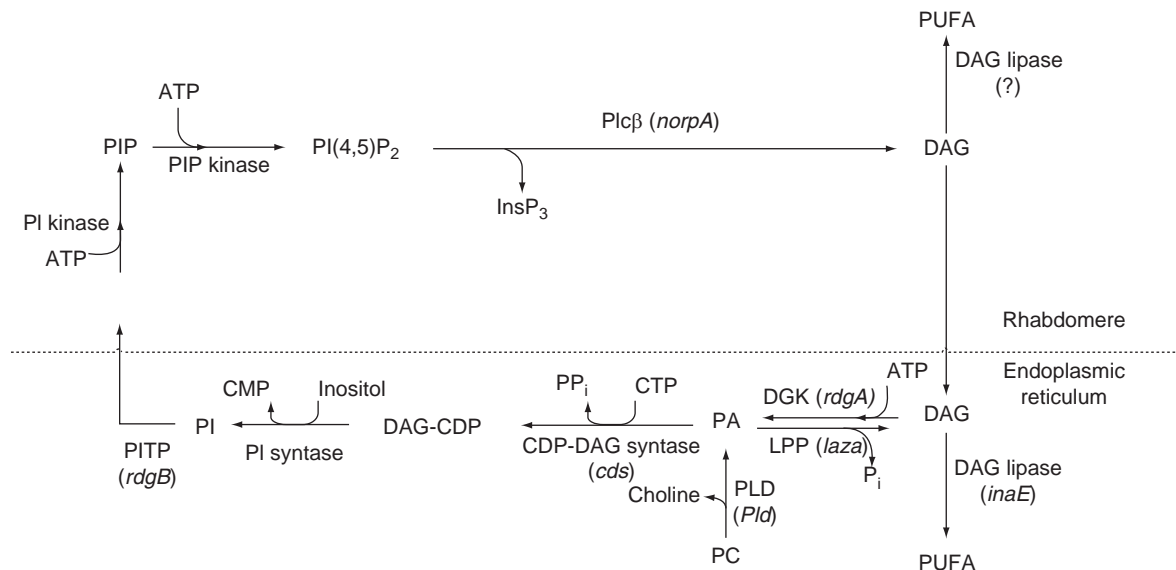 PUFA
DAG lipase
(?)
ATP
Plcβ (norpA)
PIP
PIP kinase
PI(4,5)P2
DAG
InsP3
PI kinase
ATP
Rhabdomere
Endoplasmic
reticulum
ATP
CMP
Inositol
PPi
CTP
DGK (rdgA)
PITP
(rdgB)
PI
PI syntase
DAG-CDP
CDP-DAG syntase
(cds)
PA
LPP (laza)
Pi
DAG
DAG lipase
(inaE)
Choline
PLD
(Pld)
PC
PUFA